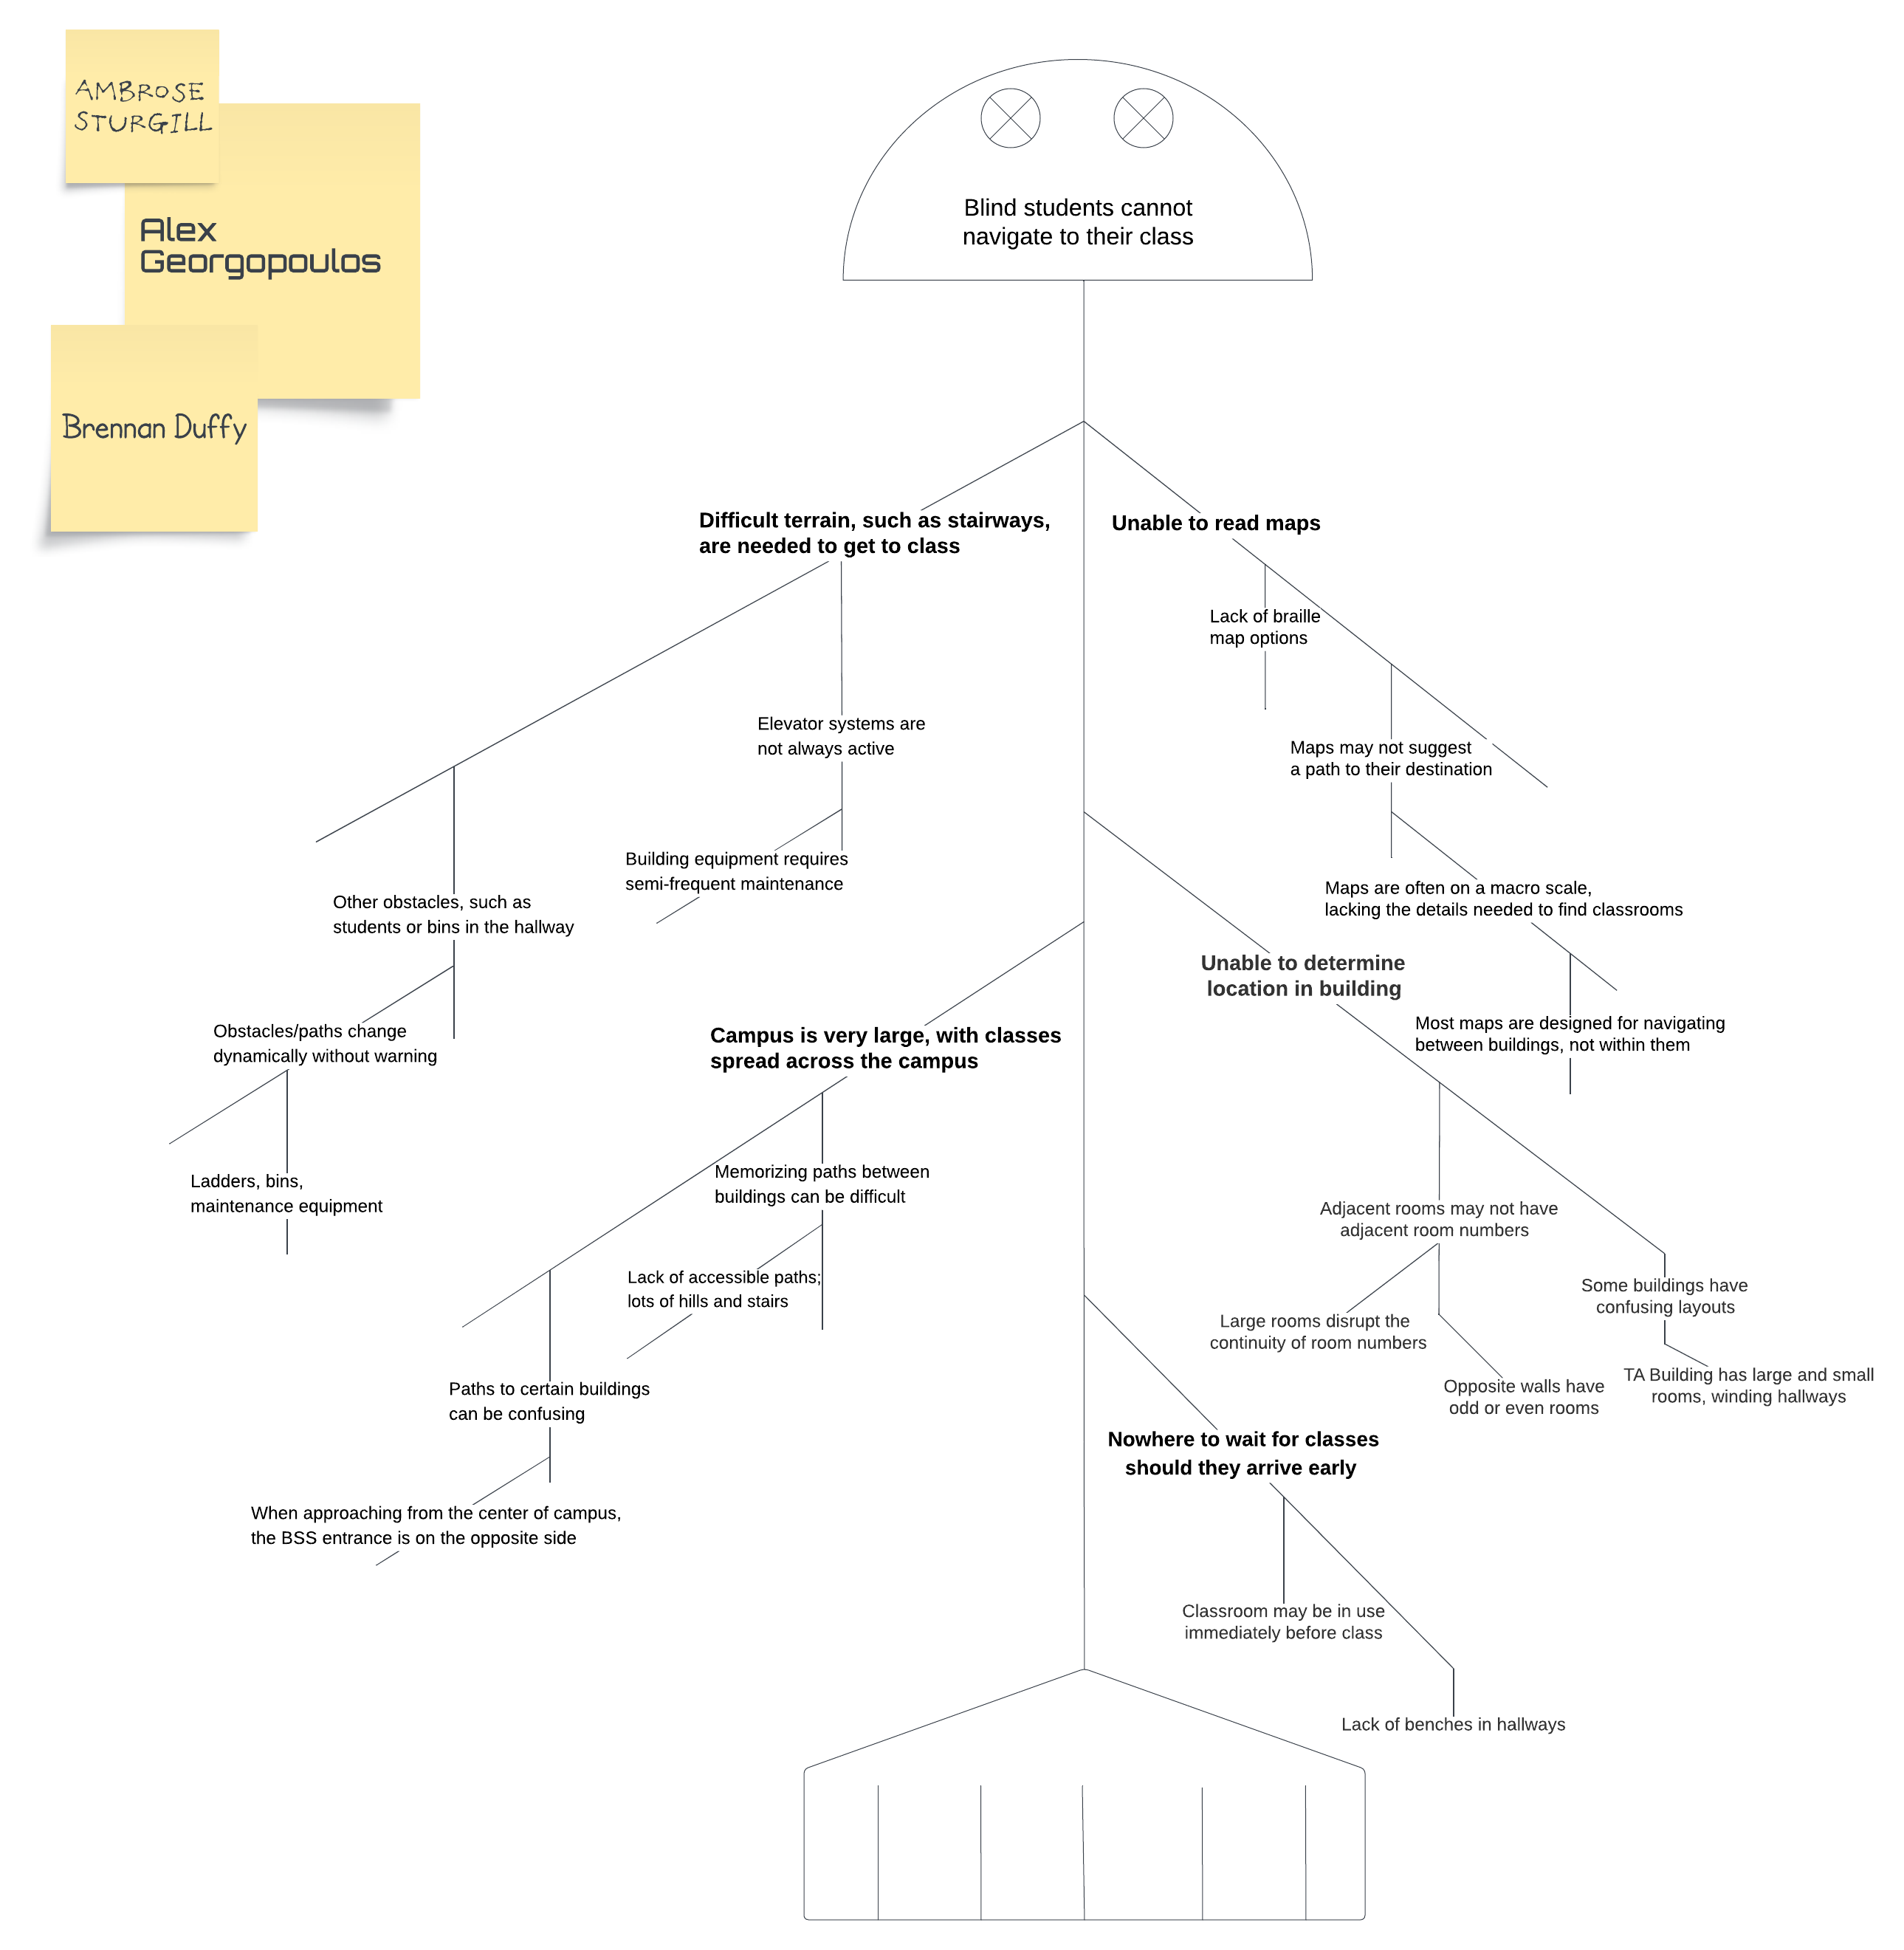 AMBROSE
STURGILL
Alex
Georgopoulos
Brennan Duffy
Blind students cannot
navigate to their class
Difficult terrain, such as stairways,
are needed to get to class
Unable to read maps
Lack of braille
map options
Elevator systems are
not always active
Maps may not suggest
a path to their destination
Building equipment requires
semi-frequent maintenance
Other obstacles, such as
students or bins in the hallway
Maps are often on a macro scale,
lacking the details needed to find classrooms
Unable to determine
location in building
Obstacles/paths change
dynamically without warning
Campus is very large, with classes
spread across the campus
Most maps are designed for navigating
between buildings, not within them
Ladders, bins,
maintenance equipment
Memorizing paths between
buildings can be difficult
Adjacent rooms may not have
adjacent room numbers
Lack of accessible paths;
lots of hills and stairs
Some buildings have
confusing layouts
Large rooms disrupt the
continuity of room numbers
Paths to certain buildings
can be confusing
Opposite walls have
odd or even rooms
TA Building has large and small
rooms, winding hallways
Nowhere to wait for classes
should they arrive early
When approaching from the center of campus,
the BSS entrance is on the opposite side
Classroom may be in use
immediately before class
Lack of benches in hallways